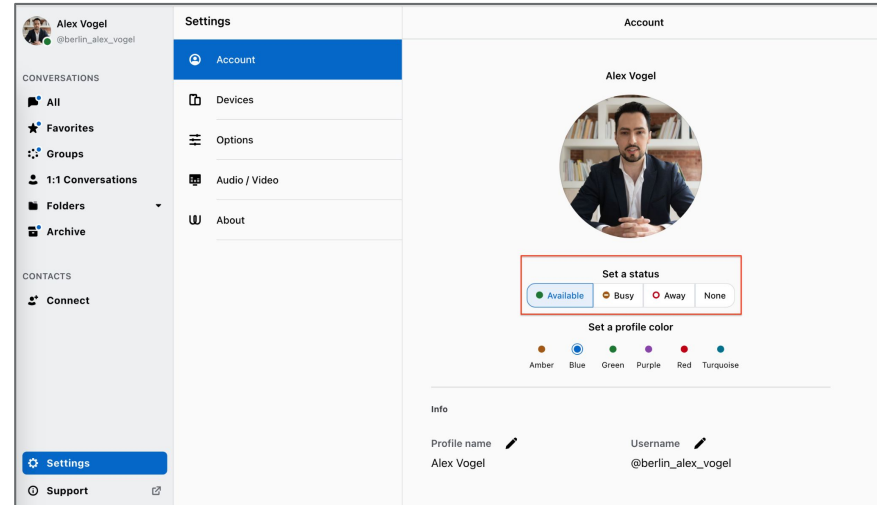 Alex Vogel
@berlin_alex_vogel
CONVERSATIONS
All
Favorites
Groups
1:1 Conversations
Folders
Archive
CONTACTS
Connect
Settings
Support
Settings
Account
Devices
Options
Audio / Video
About
Account
Alex Vogel
Set a status
Available Busy Away None
Set a profile color
Amber Blue Green Purple Red Turquoise
Info
Profile name Username
Alex Vogel @berlin_alex_vogel